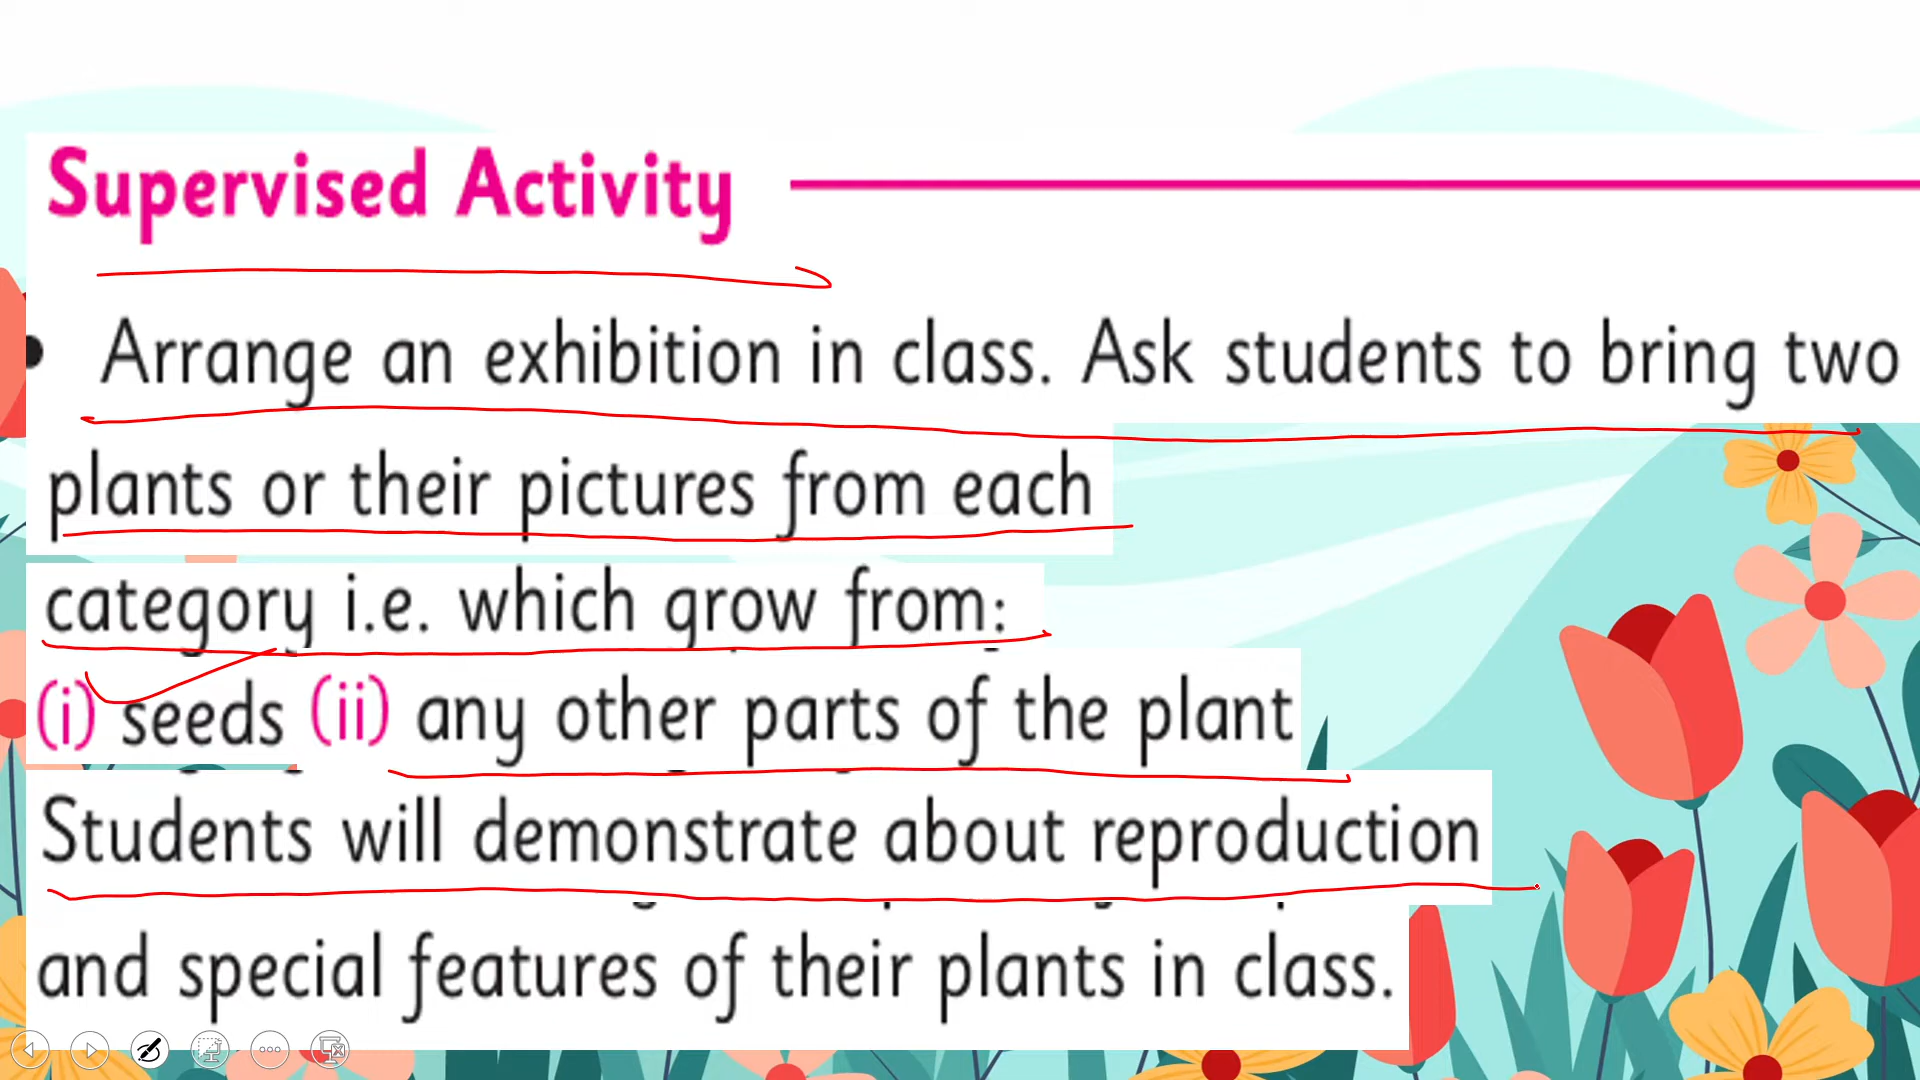 Supervised Activity
• Arrange an exhibition in class. Ask students to bring two
plants or their pictures from each
category i.e. which grow from:
(i) seeds (ii) any other parts of the plant
Students will demonstrate about reproduction
and special features of their plants in class.